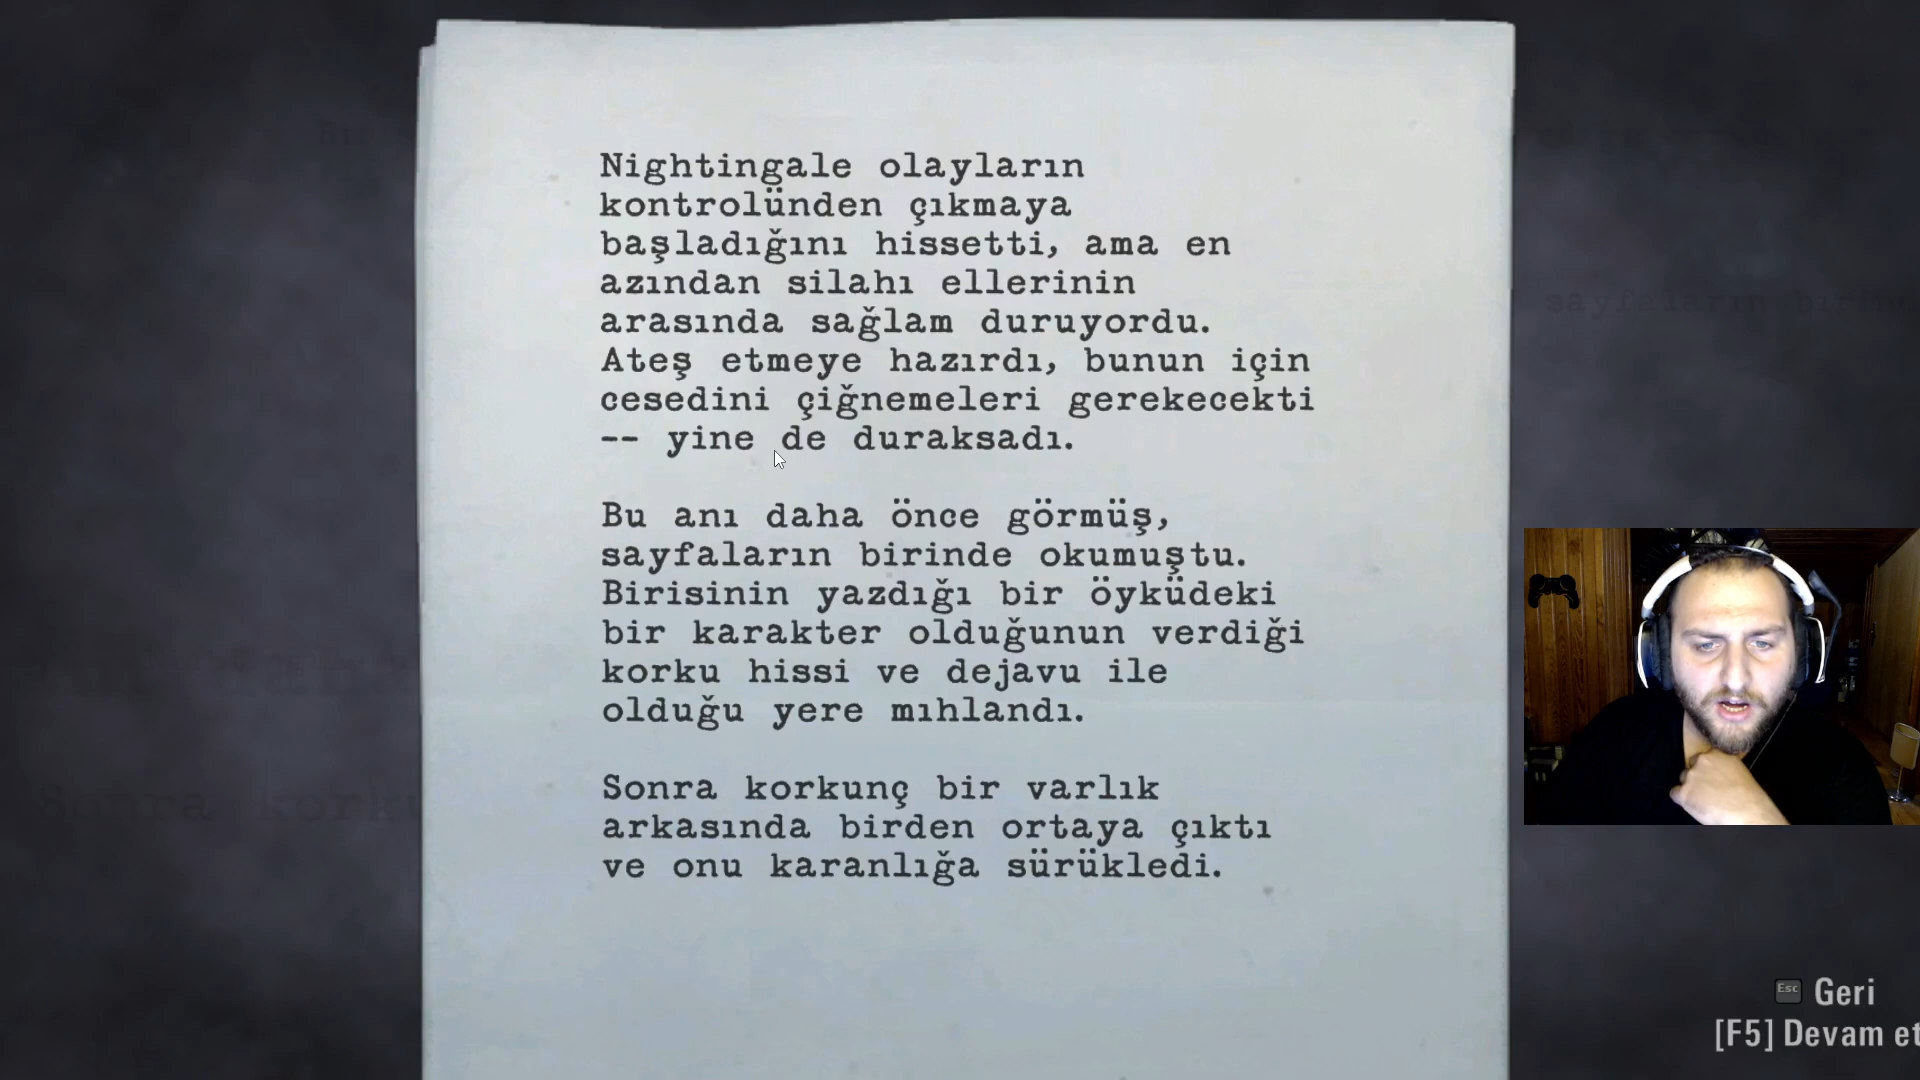 Nightingale olayların
kontrolünden çıkmaya
başladığını hissetti, ama en
azından silahı ellerinin
arasında sağlam duruyordu.
Ateş etmeye hazırdı, bunun için
cesedini çiğnemeleri gerekecekti
-- yine de duraksadı.
Bu anı daha önce görmüş,
sayfaların birinde okumuştu.
Birisinin yazdığı bir öyküdeki
bir karakter olduğunun verdiği
korku hissi ve dejavu ile
olduğu yere mıhlandı.
Sonra korkunç bir varlık
arkasında birden ortaya çıktı
ve onu karanlığa sürükledi.
Esc Geri
[F5] Devam et